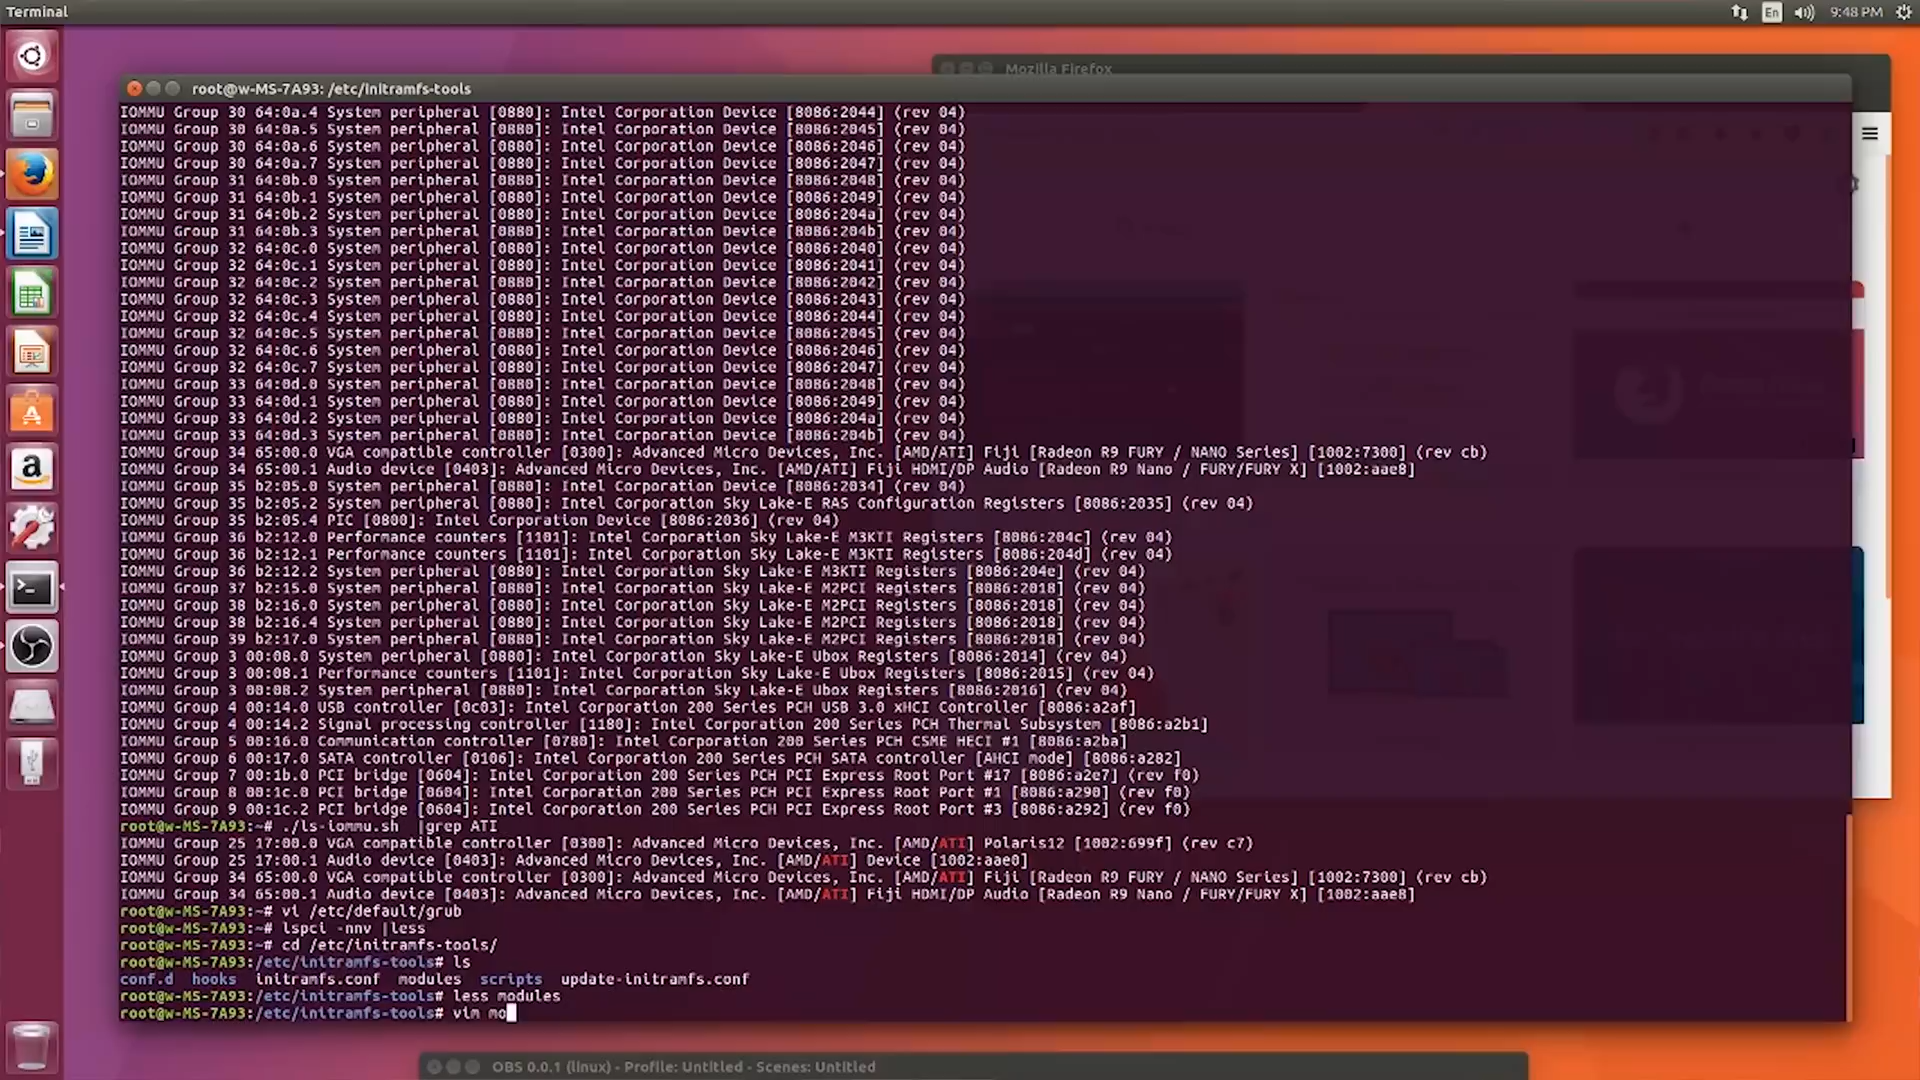 Terminal
En
9:48 PM
Mozilla Firefox
root@w-MS-7A93: /etc/initramfs-tools
IOMMU Group 30 64:0a.4 System peripheral [0880]: Intel Corporation Device [8086:2044] (rev 04)
IOMMU Group 30 64:0a.5 System peripheral [0880]: Intel Corporation Device [8086:2045] (rev 04)
IOMMU Group 30 64:0a.6 System peripheral [0880]: Intel Corporation Device [8086:2046] (rev 04)
IOMMU Group 30 64:0a.7 System peripheral [0880]: Intel Corporation Device [8086:2047] (rev 04)
IOMMU Group 31 64:0b.0 System peripheral [0880]: Intel Corporation Device [8086:2048] (rev 04)
IOMMU Group 31 64:0b.1 System peripheral [0880]: Intel Corporation Device [8086:2049] (rev 04)
IOMMU Group 31 64:0b.2 System peripheral [0880]: Intel Corporation Device [8086:204a] (rev 04)
IOMMU Group 31 64:0b.3 System peripheral [0880]: Intel Corporation Device [8086:204b] (rev 04)
IOMMU Group 32 64:0c.0 System peripheral [0880]: Intel Corporation Device [8086:2040] (rev 04)
IOMMU Group 32 64:0c.1 System peripheral [0880]: Intel Corporation Device [8086:2041] (rev 04)
IOMMU Group 32 64:0c.2 System peripheral [0880]: Intel Corporation Device [8086:2042] (rev 04)
IOMMU Group 32 64:0c.3 System peripheral [0880]: Intel Corporation Device [8086:2043] (rev 04)
IOMMU Group 32 64:0c.4 System peripheral [0880]: Intel Corporation Device [8086:2044] (rev 04)
IOMMU Group 32 64:0c.5 System peripheral [0880]: Intel Corporation Device [8086:2045] (rev 04)
IOMMU Group 32 64:0c.6 System peripheral [0880]: Intel Corporation Device [8086:2046] (rev 04)
IOMMU Group 32 64:0c.7 System peripheral [0880]: Intel Corporation Device [8086:2047] (rev 04)
IOMMU Group 33 64:0d.0 System peripheral [0880]: Intel Corporation Device [8086:2048] (rev 04)
IOMMU Group 33 64:0d.1 System peripheral [0880]: Intel Corporation Device [8086:2049] (rev 04)
IOMMU Group 33 64:0d.2 System peripheral [0880]: Intel Corporation Device [8086:204a] (rev 04)
IOMMU Group 33 64:0d.3 System peripheral [0880]: Intel Corporation Device [8086:204b] (rev 04)
IOMMU Group 34 65:00.0 VGA compatible controller [0300]: Advanced Micro Devices, Inc. [AMD/ATI] Fiji [Radeon R9 FURY / NANO Series] [1002:7300] (rev cb)
IOMMU Group 34 65:00.1 Audio device [0403]: Advanced Micro Devices, Inc. [AMD/ATI] Fiji HDMI/DP Audio [Radeon R9 Nano / FURY/FURY X] [1002:aae8]
IOMMU Group 35 b2:05.0 System peripheral [0880]: Intel Corporation Device [8086:2034] (rev 04)
IOMMU Group 35 b2:05.2 System peripheral [0880]: Intel Corporation Sky Lake-E RAS Configuration Registers [8086:2035] (rev 04)
IOMMU Group 35 b2:05.4 PIC [0800]: Intel Corporation Device [8086:2036] (rev 04)
IOMMU Group 36 b2:12.0 Performance counters [1101]: Intel Corporation Sky Lake-E M3KTI Registers [8086:204c] (rev 04)
IOMMU Group 36 b2:12.1 Performance counters [1101]: Intel Corporation Sky Lake-E M3KTI Registers [8086:204d] (rev 04)
IOMMU Group 36 b2:12.2 System peripheral [0880]: Intel Corporation Sky Lake-E M3KTI Registers [8086:204e] (rev 04)
IOMMU Group 37 b2:15.0 System peripheral [0880]: Intel Corporation Sky Lake-E M2PCI Registers [8086:2018] (rev 04)
IOMMU Group 38 b2:16.0 System peripheral [0880]: Intel Corporation Sky Lake-E M2PCI Registers [8086:2018] (rev 04)
IOMMU Group 38 b2:16.4 System peripheral [0880]: Intel Corporation Sky Lake-E M2PCI Registers [8086:2018] (rev 04)
IOMMU Group 39 b2:17.0 System peripheral [0880]: Intel Corporation Sky Lake-E M2PCI Registers [8086:2018] (rev 04)
IOMMU Group 3 00:08.0 System peripheral [0880]: Intel Corporation Sky Lake-E Ubox Registers [8086:2014] (rev 04)
IOMMU Group 3 00:08.1 Performance counters [1101]: Intel Corporation Sky Lake-E Ubox Registers [8086:2015] (rev 04)
IOMMU Group 3 00:08.2 System peripheral [0880]: Intel Corporation Sky Lake-E Ubox Registers [8086:2016] (rev 04)
IOMMU Group 4 00:14.0 USB controller [0c03]: Intel Corporation 200 Series PCH USB 3.0 xHCI Controller [8086:a2af]
IOMMU Group 4 00:14.2 Signal processing controller [1180]: Intel Corporation 200 Series PCH Thermal Subsystem [8086:a2b1]
IOMMU Group 5 00:16.0 Communication controller [0780]: Intel Corporation 200 Series PCH CSME HECI #1 [8086:a2ba]
IOMMU Group 6 00:17.0 SATA controller [0106]: Intel Corporation 200 Series PCH SATA controller [AHCI mode] [8086:a282]
IOMMU Group 7 00:1b.0 PCI bridge [0604]: Intel Corporation 200 Series PCH PCI Express Root Port #17 [8086:a2e7] (rev f0)
IOMMU Group 8 00:1c.0 PCI bridge [0604]: Intel Corporation 200 Series PCH PCI Express Root Port #1 [8086:a290] (rev f0)
IOMMU Group 9 00:1c.2 PCI bridge [0604]: Intel Corporation 200 Series PCH PCI Express Root Port #3 [8086:a292] (rev f0)
root@w-MS-7A93:~# ./ls-iommu.sh  |grep ATI
IOMMU Group 25 17:00.0 VGA compatible controller [0300]: Advanced Micro Devices, Inc. [AMD/ATI] Polaris12 [1002:699f] (rev c7)
IOMMU Group 25 17:00.1 Audio device [0403]: Advanced Micro Devices, Inc. [AMD/ATI] Device [1002:aae0]
IOMMU Group 34 65:00.0 VGA compatible controller [0300]: Advanced Micro Devices, Inc. [AMD/ATI] Fiji [Radeon R9 FURY / NANO Series] [1002:7300] (rev cb)
IOMMU Group 34 65:00.1 Audio device [0403]: Advanced Micro Devices, Inc. [AMD/ATI] Fiji HDMI/DP Audio [Radeon R9 Nano / FURY/FURY X] [1002:aae8]
root@w-MS-7A93:~# vi /etc/default/grub
root@w-MS-7A93:~# lspci -nnv |less
root@w-MS-7A93:~# cd /etc/initramfs-tools/
root@w-MS-7A93:/etc/initramfs-tools# ls
conf.d  hooks  initramfs.conf  modules  scripts  update-initramfs.conf
root@w-MS-7A93:/etc/initramfs-tools# less modules
root@w-MS-7A93:/etc/initramfs-tools# vim mo
OBS 0.0.1 (linux) - Profile: Untitled - Scenes: Untitled